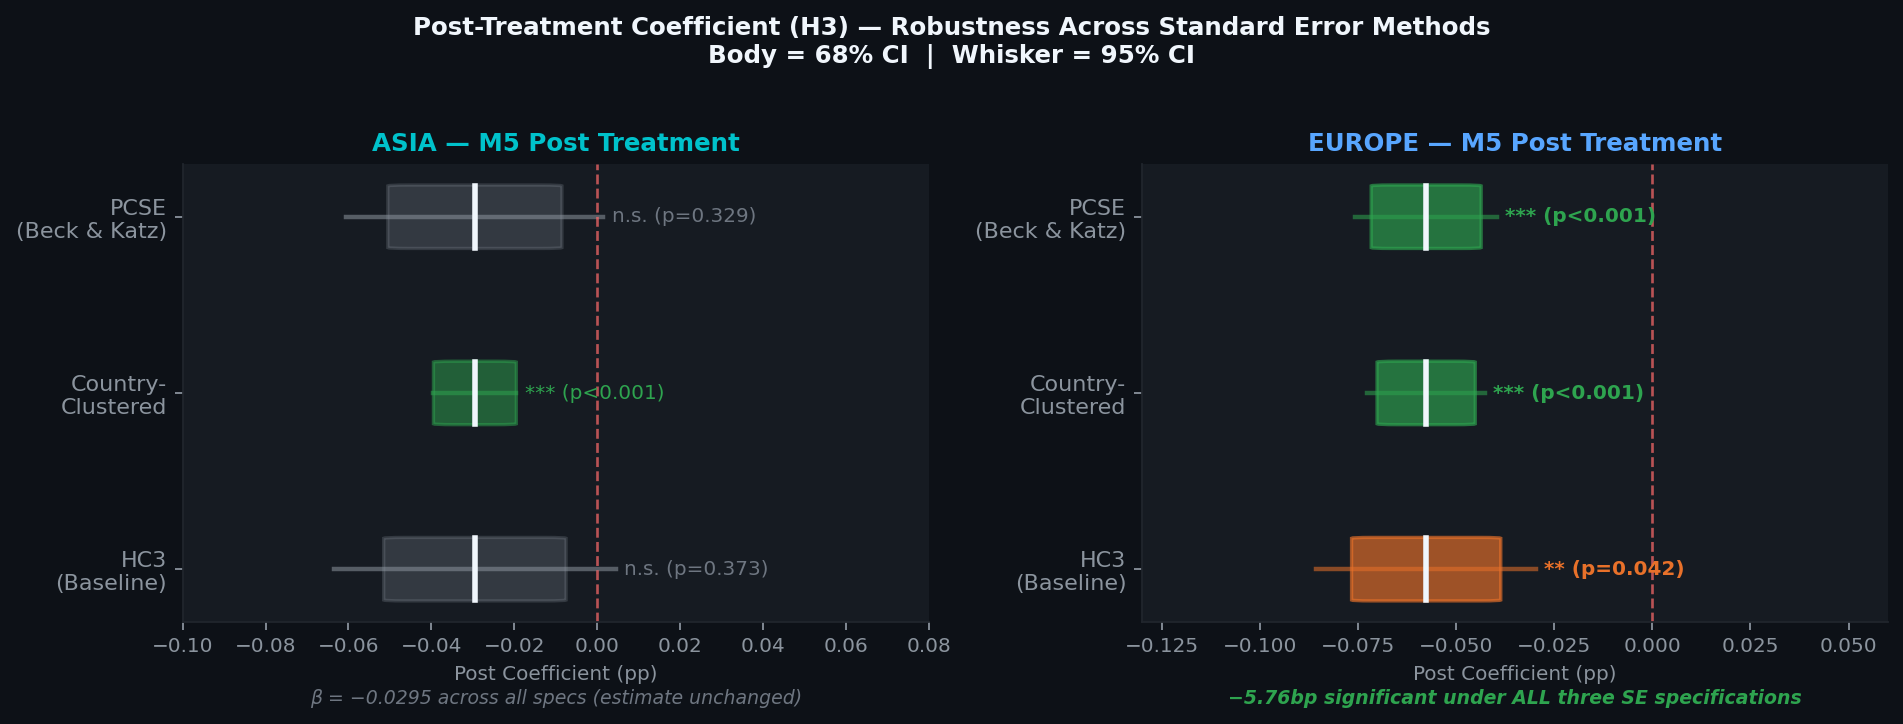 Post-Treatment Coefficient (H3) — Robustness Across Standard Error Methods
Body = 68% CI | Whisker = 95% CI
ASIA — M5 Post Treatment
PCSE
(Beck & Katz)
n.s. (p=0.329)
Country-
Clustered
*** (p<0.001)
HC3
(Baseline)
n.s. (p=0.373)
−0.10 −0.08 −0.06 −0.04 −0.02 0.00 0.02 0.04 0.06 0.08
Post Coefficient (pp)
β = −0.0295 across all specs (estimate unchanged)
EUROPE — M5 Post Treatment
PCSE
(Beck & Katz)
*** (p<0.001)
Country-
Clustered
*** (p<0.001)
HC3
(Baseline)
** (p=0.042)
−0.125 −0.100 −0.075 −0.050 −0.025 0.000 0.025 0.050
Post Coefficient (pp)
−5.76bp significant under ALL three SE specifications